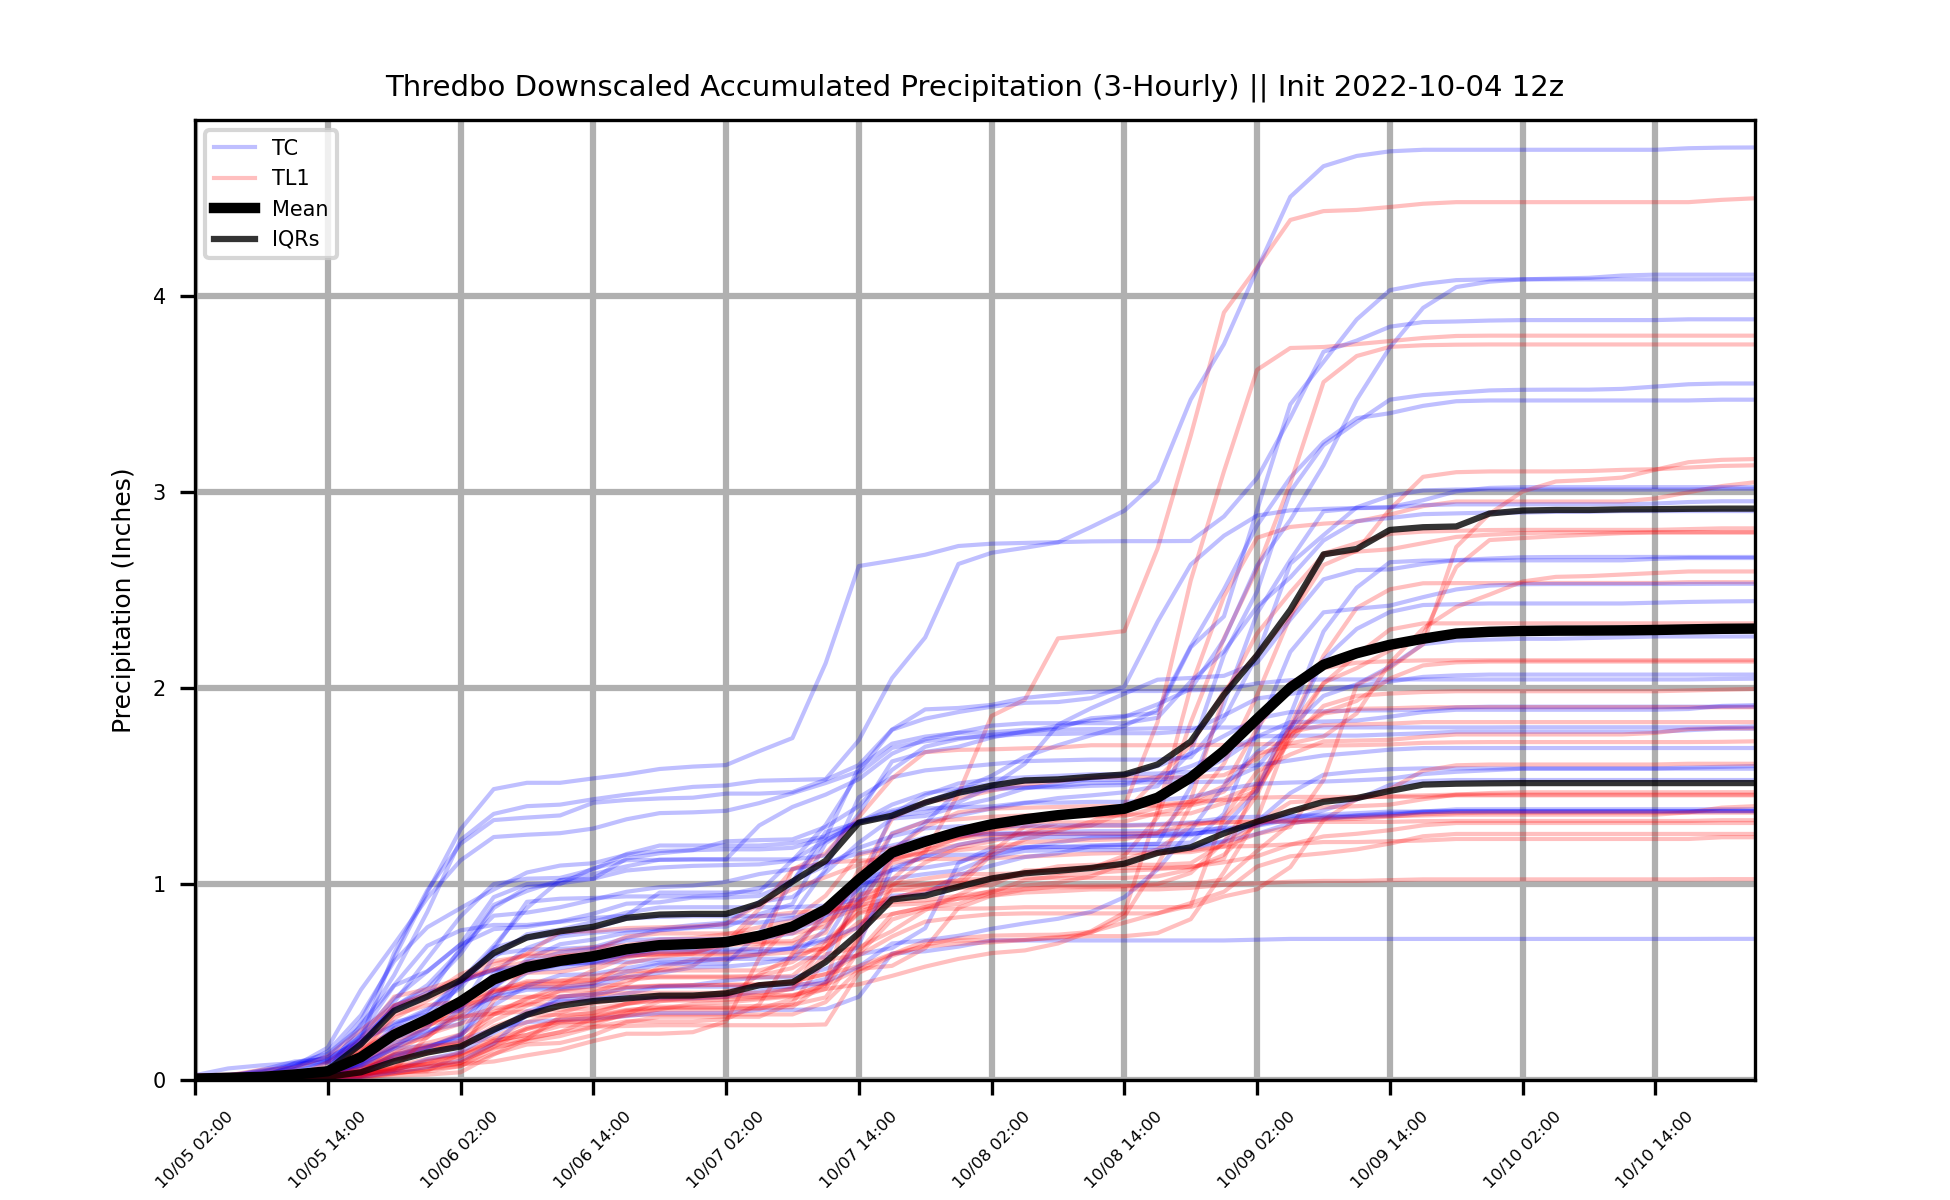 Thredbo Downscaled Accumulated Precipitation (3-Hourly) || Init 2022-10-04 12z
TC
TL1
Mean
IQRs
Precipitation (Inches)
4
3
2
1
0
10/05 02:00
10/05 14:00
10/06 02:00
10/06 14:00
10/07 02:00
10/07 14:00
10/08 02:00
10/08 14:00
10/09 02:00
10/09 14:00
10/10 02:00
10/10 14:00